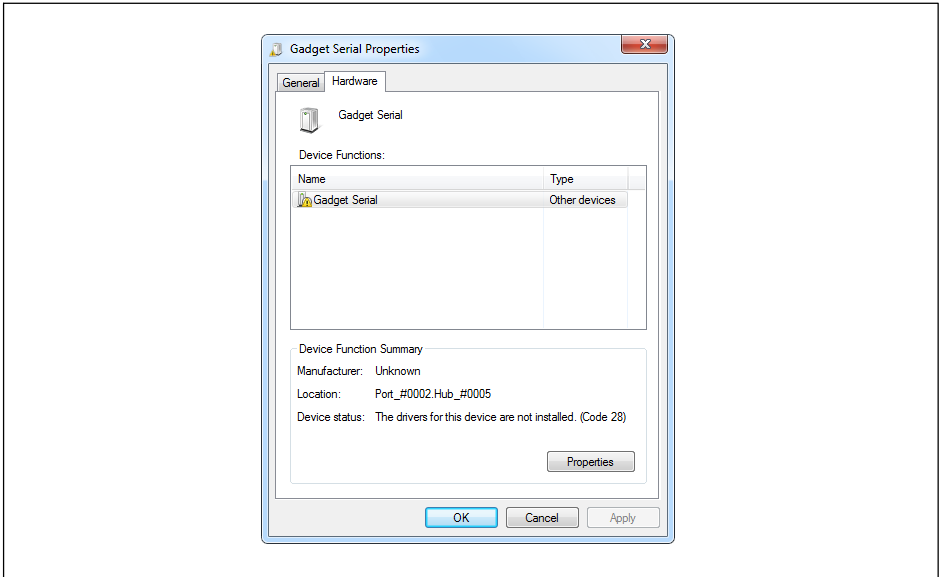 Gadget Serial Properties
General Hardware
Gadget Serial
Device Functions:
Name Type
Gadget Serial Other devices
Device Function Summary
Manufacturer: Unknown
Location: Port_#0002.Hub_#0005
Device status: The drivers for this device are not installed. (Code 28)
Properties
OK Cancel Apply